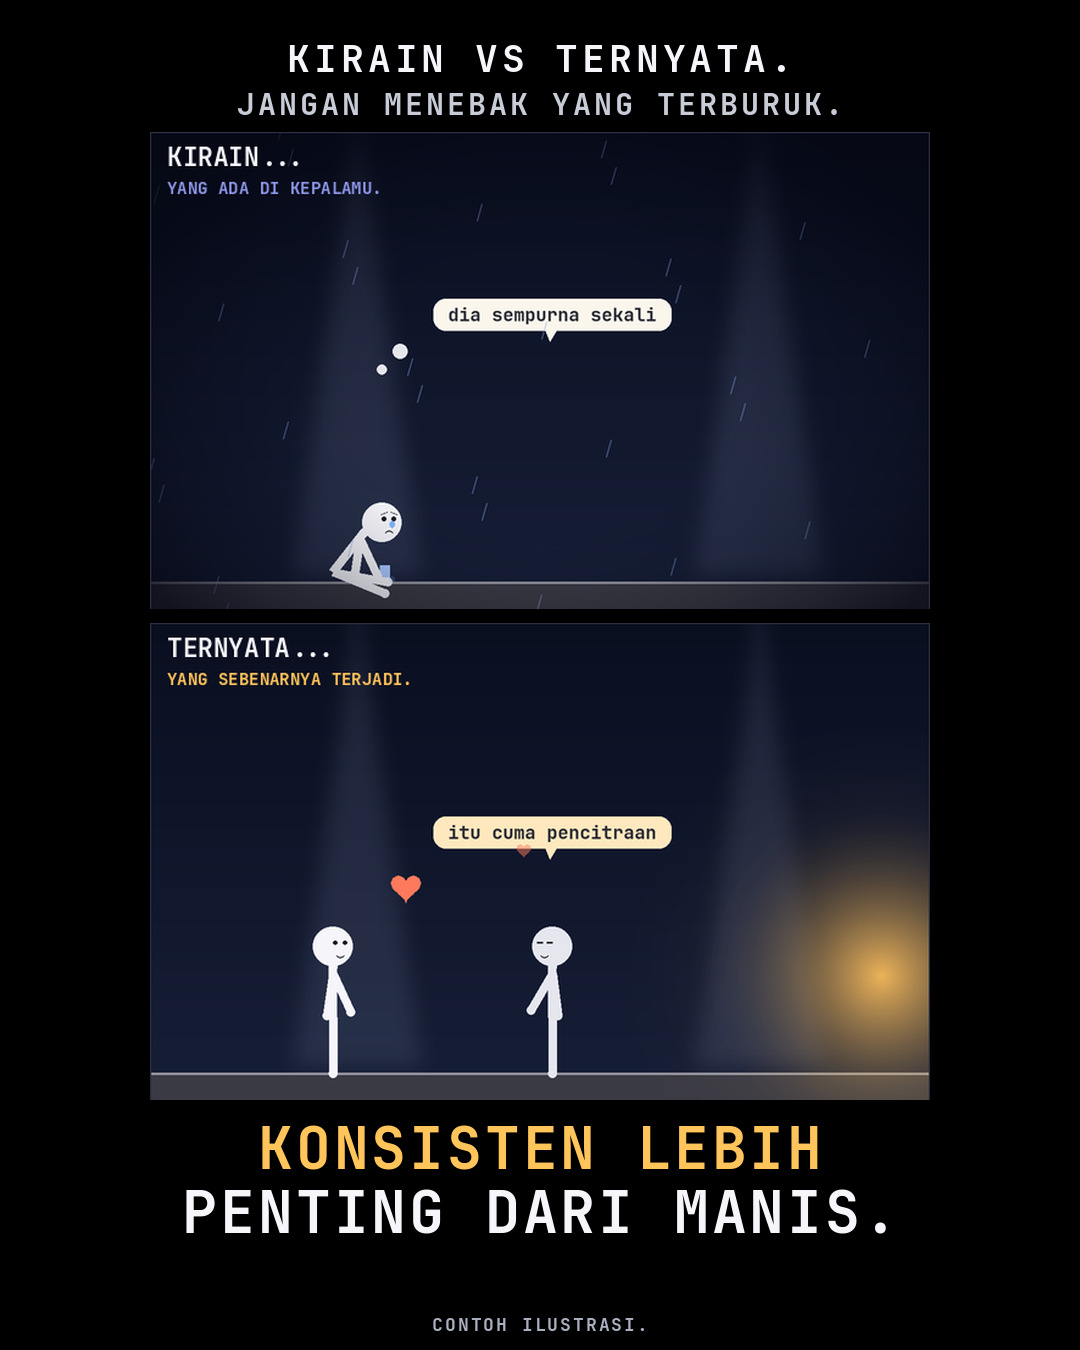 KIRAIN VS TERNYATA.
JANGAN MENEBAK YANG TERBURUK.
KIRAIN...
YANG ADA DI KEPALAMU.
dia sempurna sekali
TERNYATA...
YANG SEBENARNYA TERJADI.
itu cuma pencitraan
KONSISTEN LEBIH
PENTING DARI MANIS.
CONTOH ILUSTRASI.